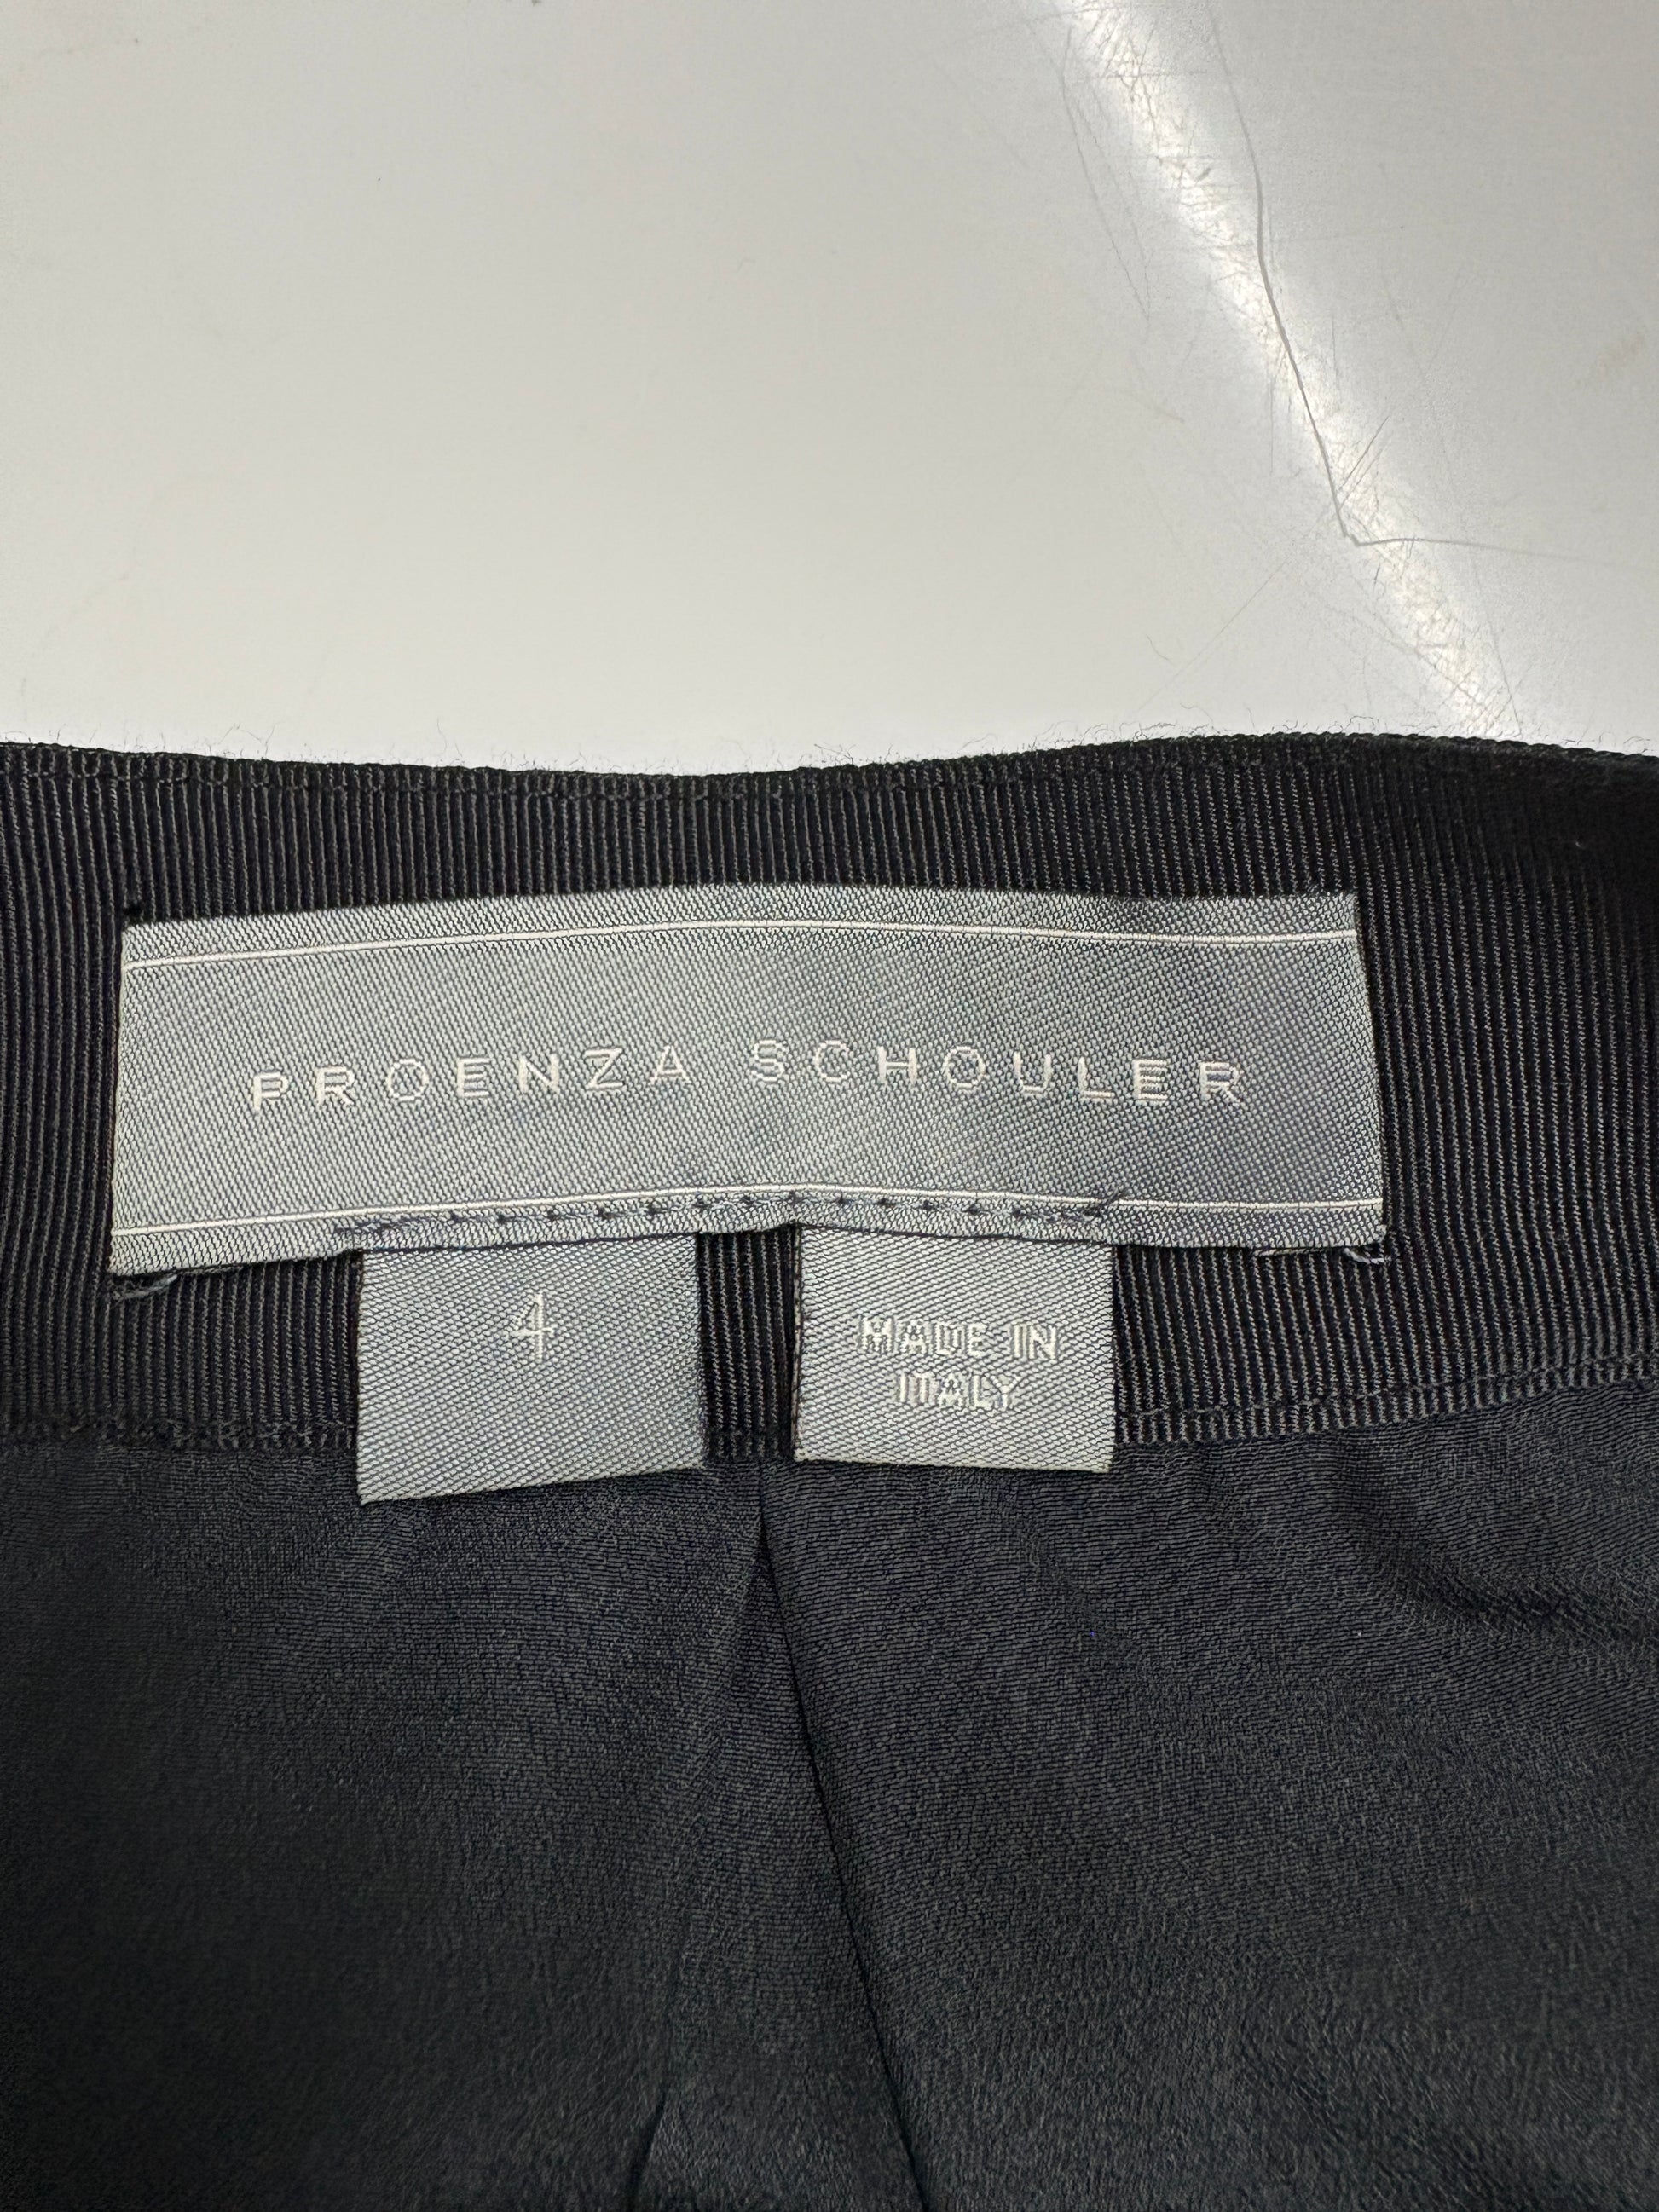 PROENZA SCHOULER
4
MADE IN
ITALY